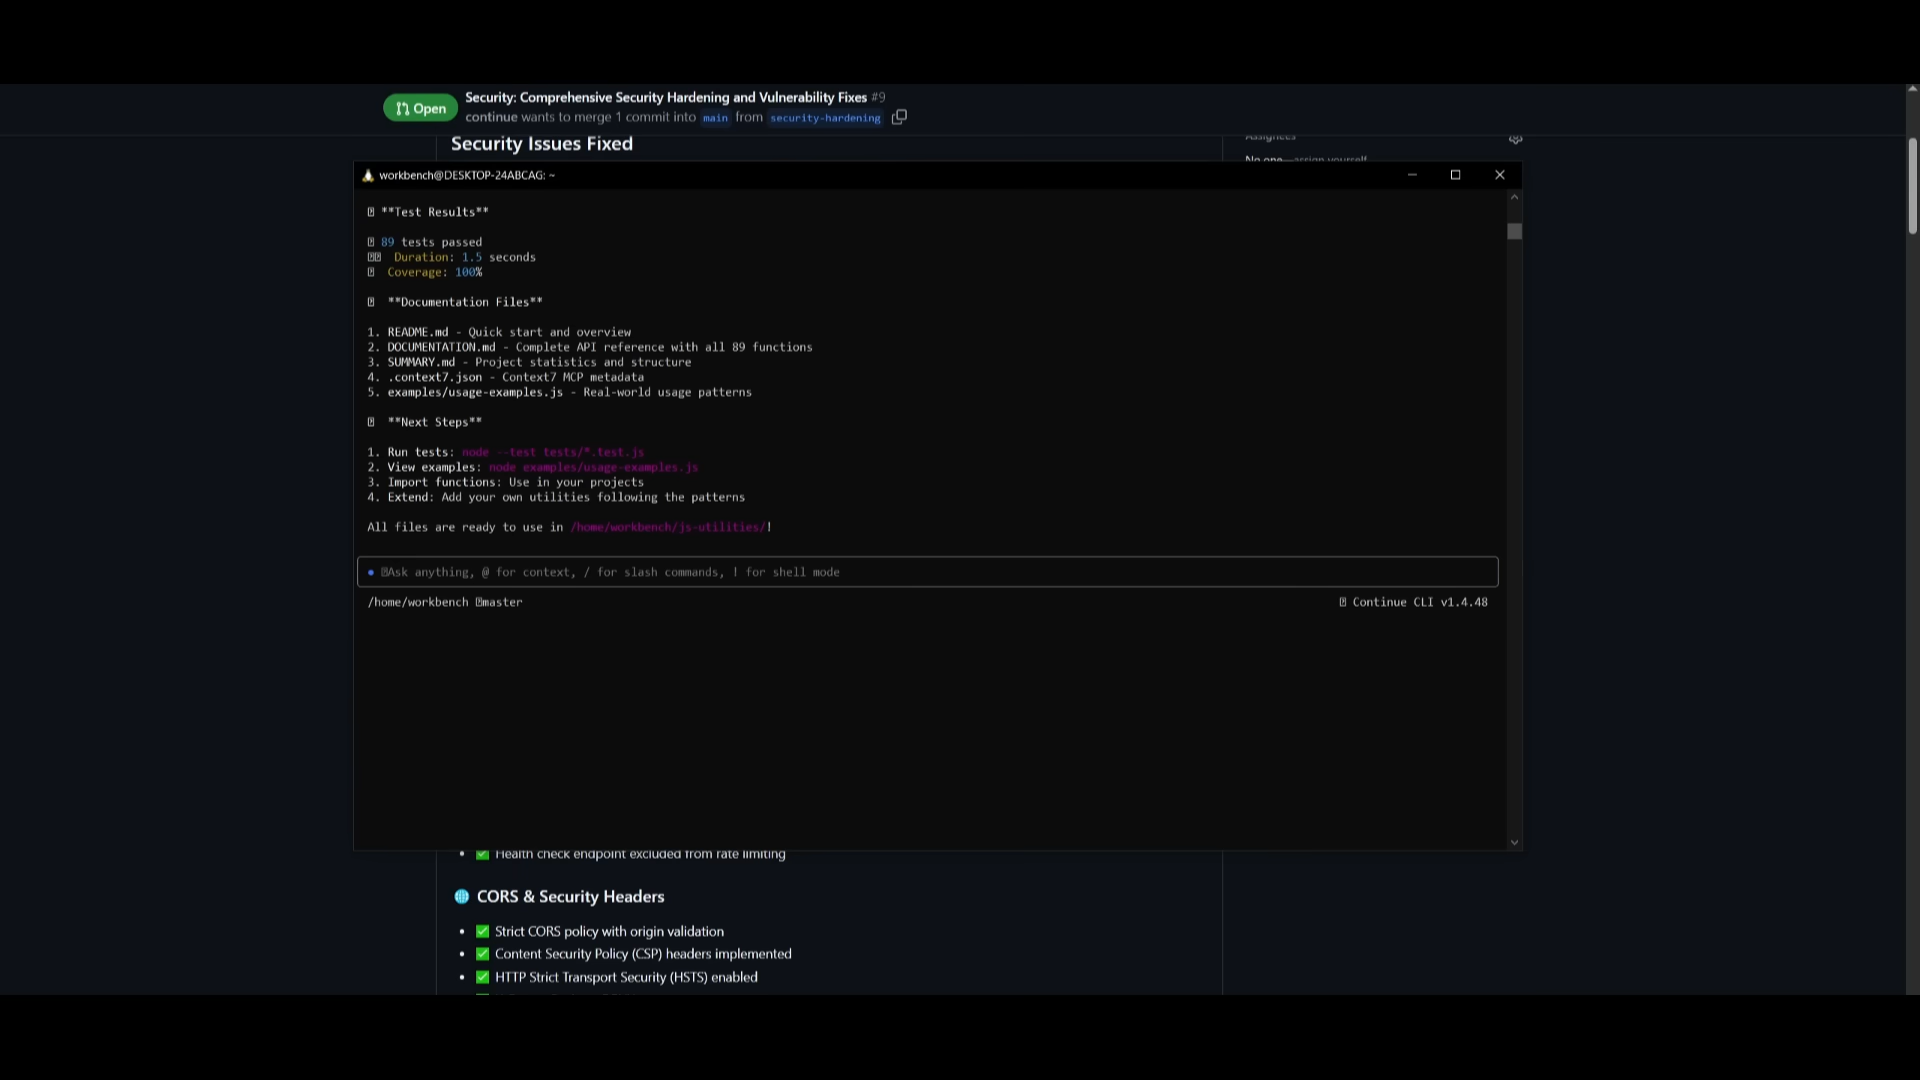 Open
Security: Comprehensive Security Hardening and Vulnerability Fixes #9
continue wants to merge 1 commit into main from security-hardening
Security Issues Fixed
Assignees
No one—assign yourself
workbench@DESKTOP-24ABCAG: ~
**Test Results**
89 tests passed
Duration: 1.5 seconds
Coverage: 100%
**Documentation Files**
1. README.md - Quick start and overview
2. DOCUMENTATION.md - Complete API reference with all 89 functions
3. SUMMARY.md - Project statistics and structure
4. .context7.json - Context7 MCP metadata
5. examples/usage-examples.js - Real-world usage patterns
**Next Steps**
1. Run tests: node --test tests/*.test.js
2. View examples: node examples/usage-examples.js
3. Import functions: Use in your projects
4. Extend: Add your own utilities following the patterns
All files are ready to use in /home/workbench/js-utilities/!
Ask anything, @ for context, / for slash commands, ! for shell mode
/home/workbench master
Continue CLI v1.4.48
Health check endpoint excluded from rate limiting
CORS & Security Headers
Strict CORS policy with origin validation
Content Security Policy (CSP) headers implemented
HTTP Strict Transport Security (HSTS) enabled